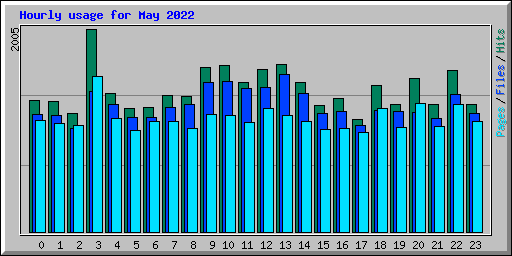 Hourly usage for May 2022
2005
Pages/Files/Hits
0 1 2 3 4 5 6 7 8 9 10 11 12 13 14 15 16 17 18 19 20 21 22 23